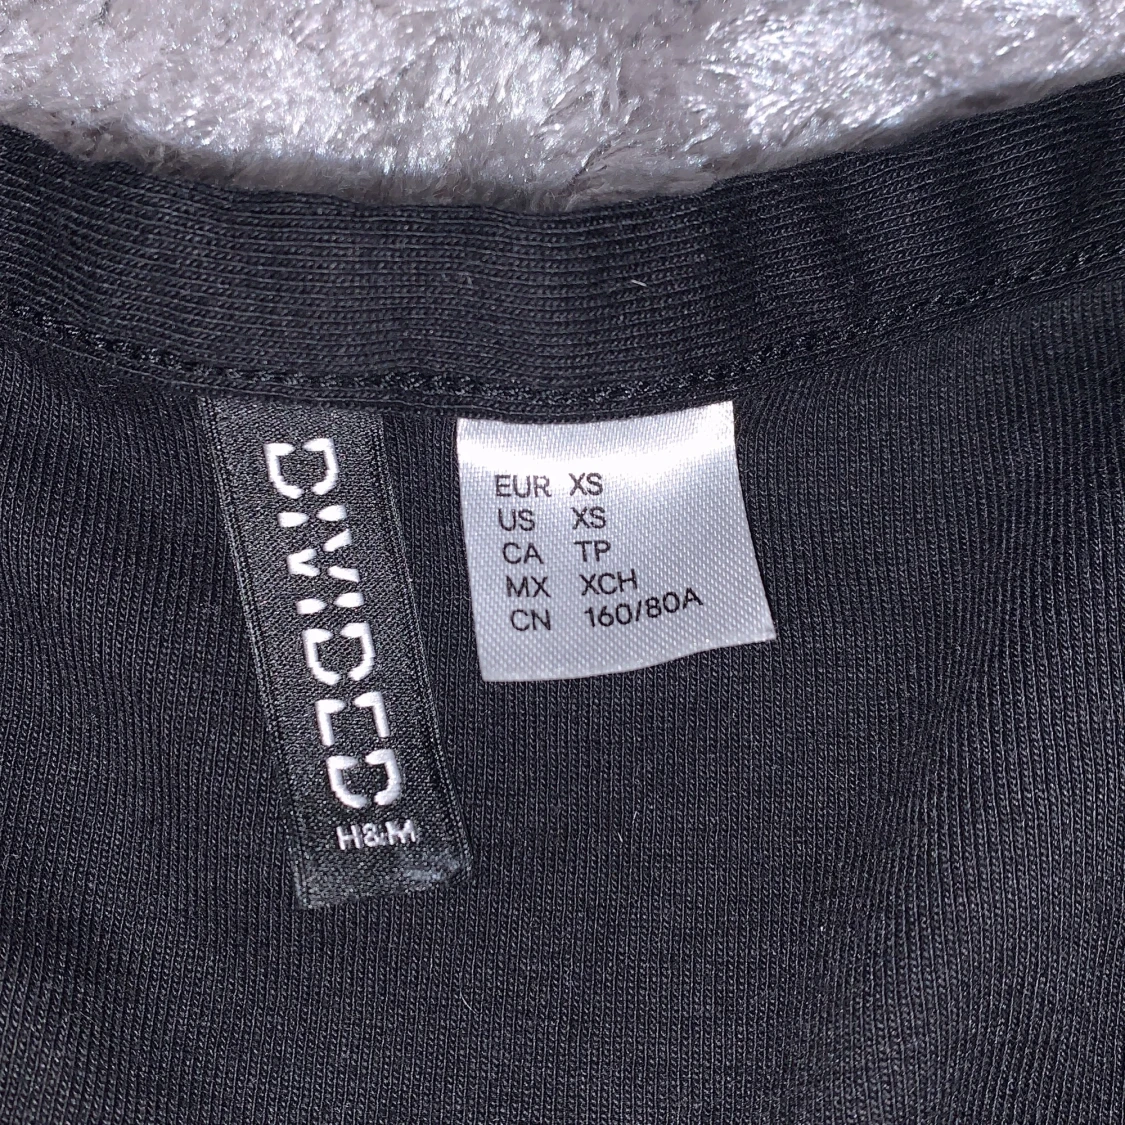 DIVIDED
H&M
EUR XS
US XS
CA TP
MX XCH
CN 160/80A